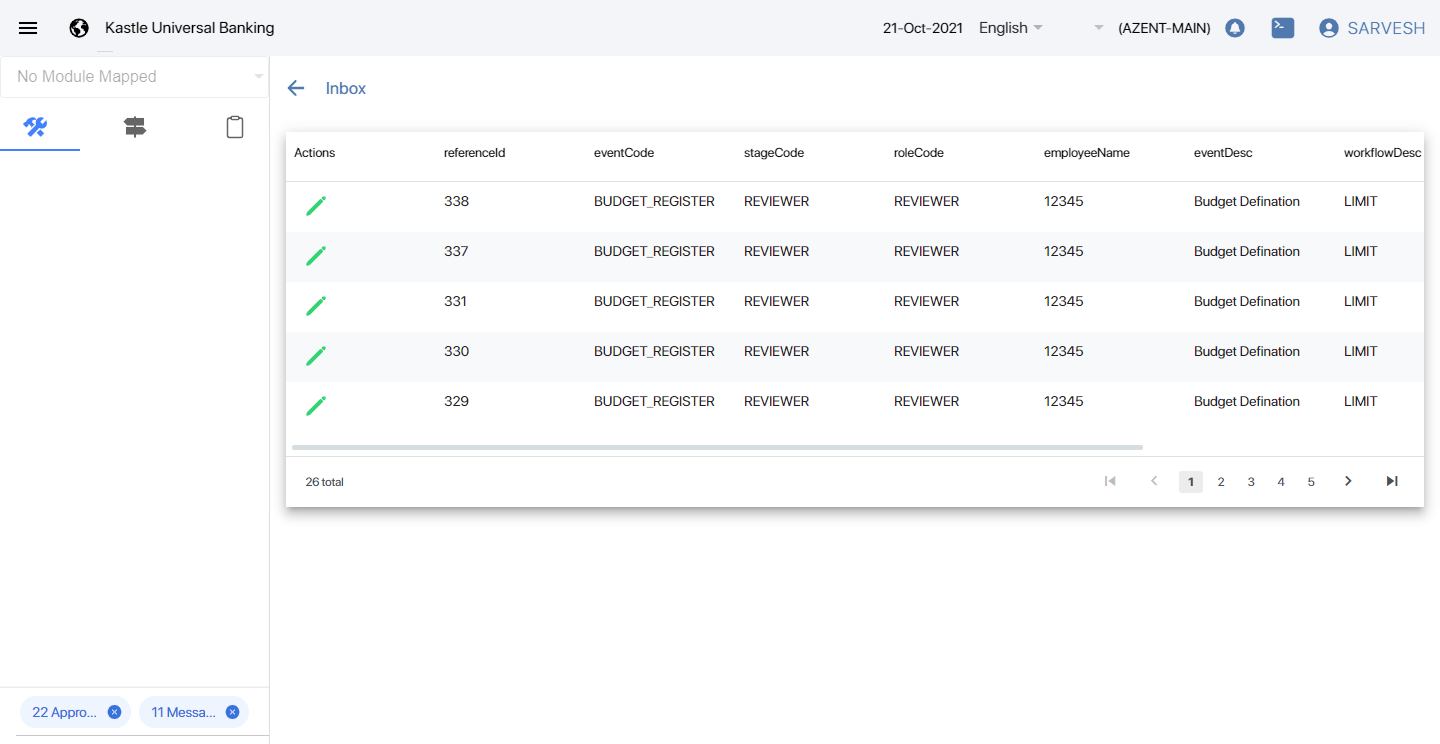 Kastle Universal Banking 21-Oct-2021 English (AZENT-MAIN) SARVESH
No Module Mapped
Inbox
Actions referenceId eventCode stageCode roleCode employeeName eventDesc workflowDesc
338 BUDGET_REGISTER REVIEWER REVIEWER 12345 Budget Defination LIMIT
337 BUDGET_REGISTER REVIEWER REVIEWER 12345 Budget Defination LIMIT
331 BUDGET_REGISTER REVIEWER REVIEWER 12345 Budget Defination LIMIT
330 BUDGET_REGISTER REVIEWER REVIEWER 12345 Budget Defination LIMIT
329 BUDGET_REGISTER REVIEWER REVIEWER 12345 Budget Defination LIMIT
26 total 1 2 3 4 5
22 Appro... 11 Messa...